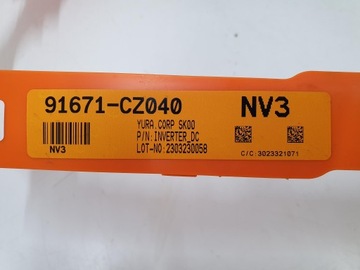 91671-CZ040 NV3
YURA CORP SK00
P/N:INVERTER_DC
LOT-NO:2303230058
NV3
C/C:3023321071